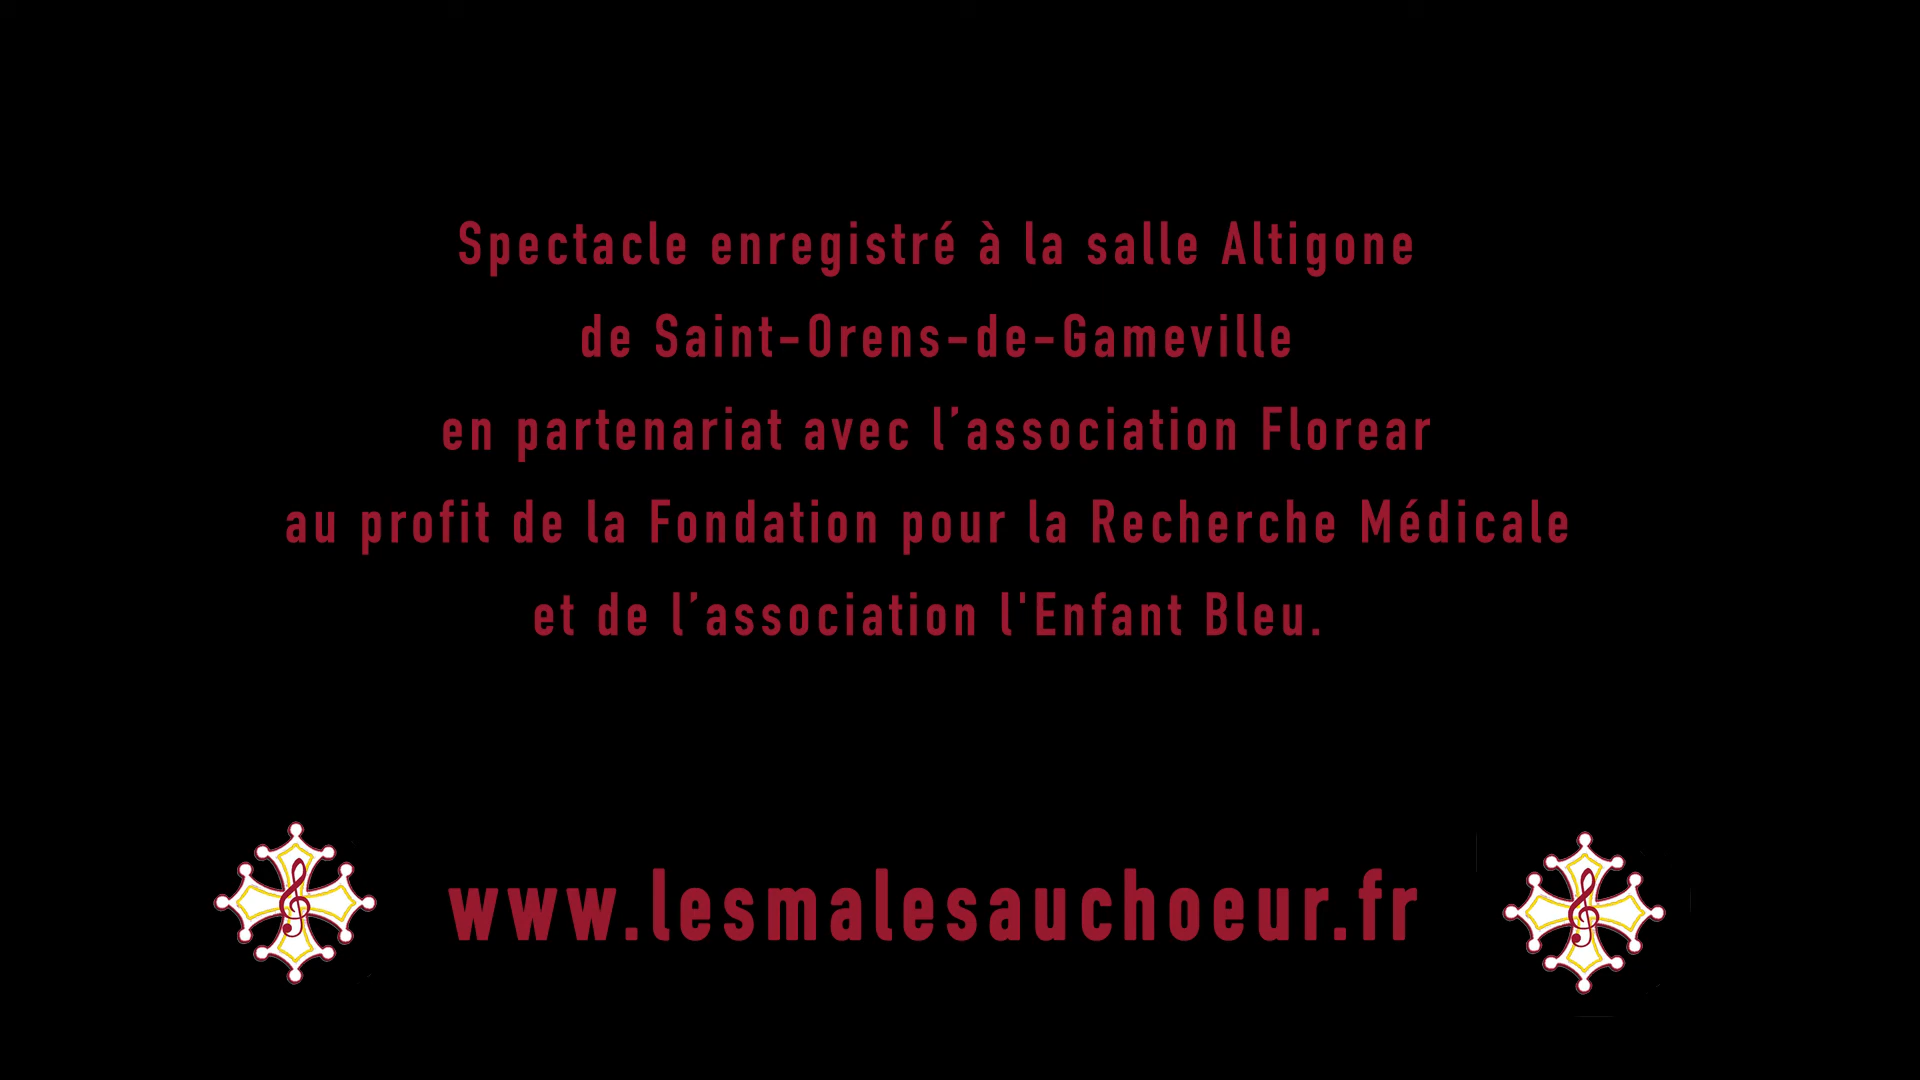 Spectacle enregistré à la salle Altigone
de Saint-Orens-de-Gameville
en partenariat avec l’association Florear
au profit de la Fondation pour la Recherche Médicale
et de l’association l'Enfant Bleu.
www.lesmalesauchoeur.fr